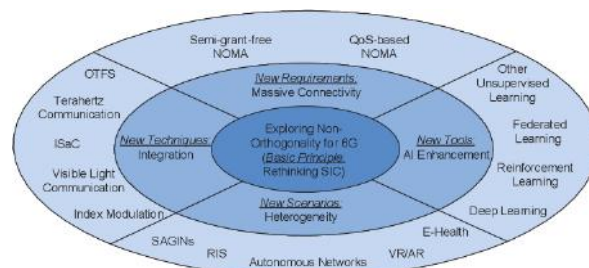 Semi-grant-free
NOMA
QoS-based
NOMA
OTFS
Terahertz
Communication
ISaC
Visible Light
Communication
Index Modulation
New Requirements:
Massive Connectivity
Other
Unsupervised
Learning
Federated
Learning
Reinforcement
Learning
Deep Learning
New Techniques:
Integration
Exploring Non-
Orthogonality for 6G
(Basic Principle:
Rethinking SIC)
New Tools:
AI Enhancement
New Scenarios:
Heterogeneity
SAGINs
RIS
Autonomous Networks
VR/AR
E-Health